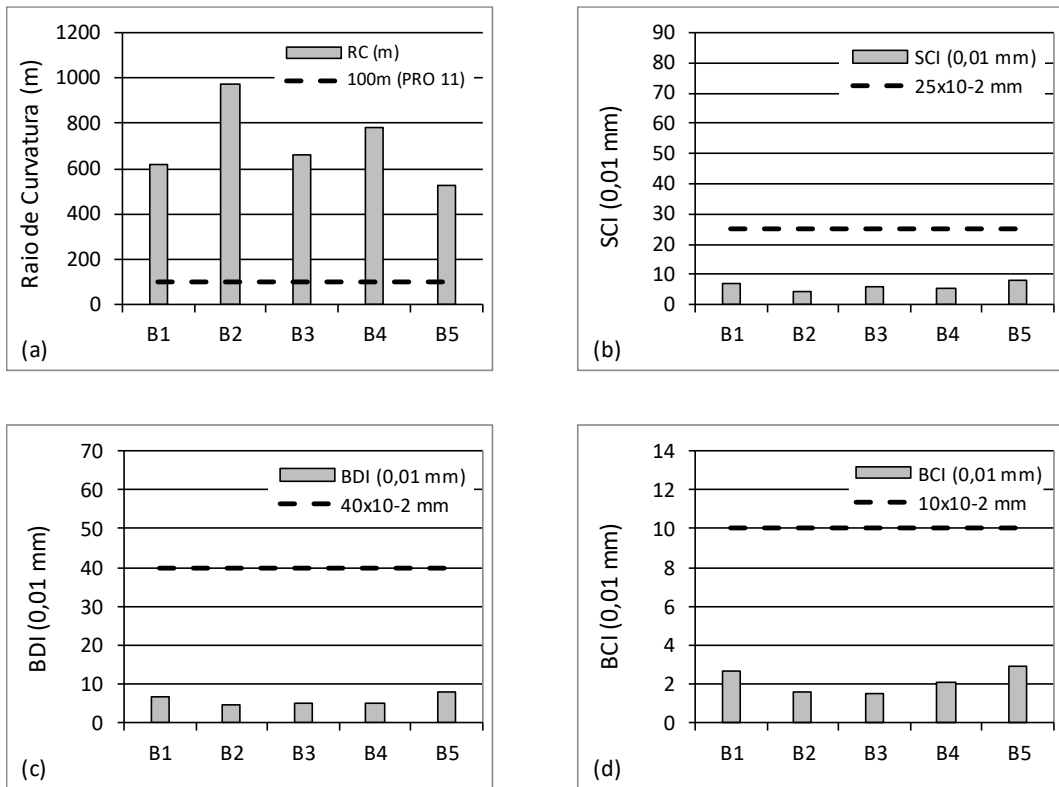 Raio de Curvatura (m)
1200
1000
800
600
400
200
0
RC (m)
100m (PRO 11)
B1 B2 B3 B4 B5
(a)
SCI (0,01 mm)
90
80
70
60
50
40
30
20
10
0
SCI (0,01 mm)
25x10-2 mm
B1 B2 B3 B4 B5
(b)
BDI (0,01 mm)
70
60
50
40
30
20
10
0
BDI (0,01 mm)
40x10-2 mm
B1 B2 B3 B4 B5
(c)
BCI (0,01 mm)
14
12
10
8
6
4
2
0
BCI (0,01 mm)
10x10-2 mm
B1 B2 B3 B4 B5
(d)